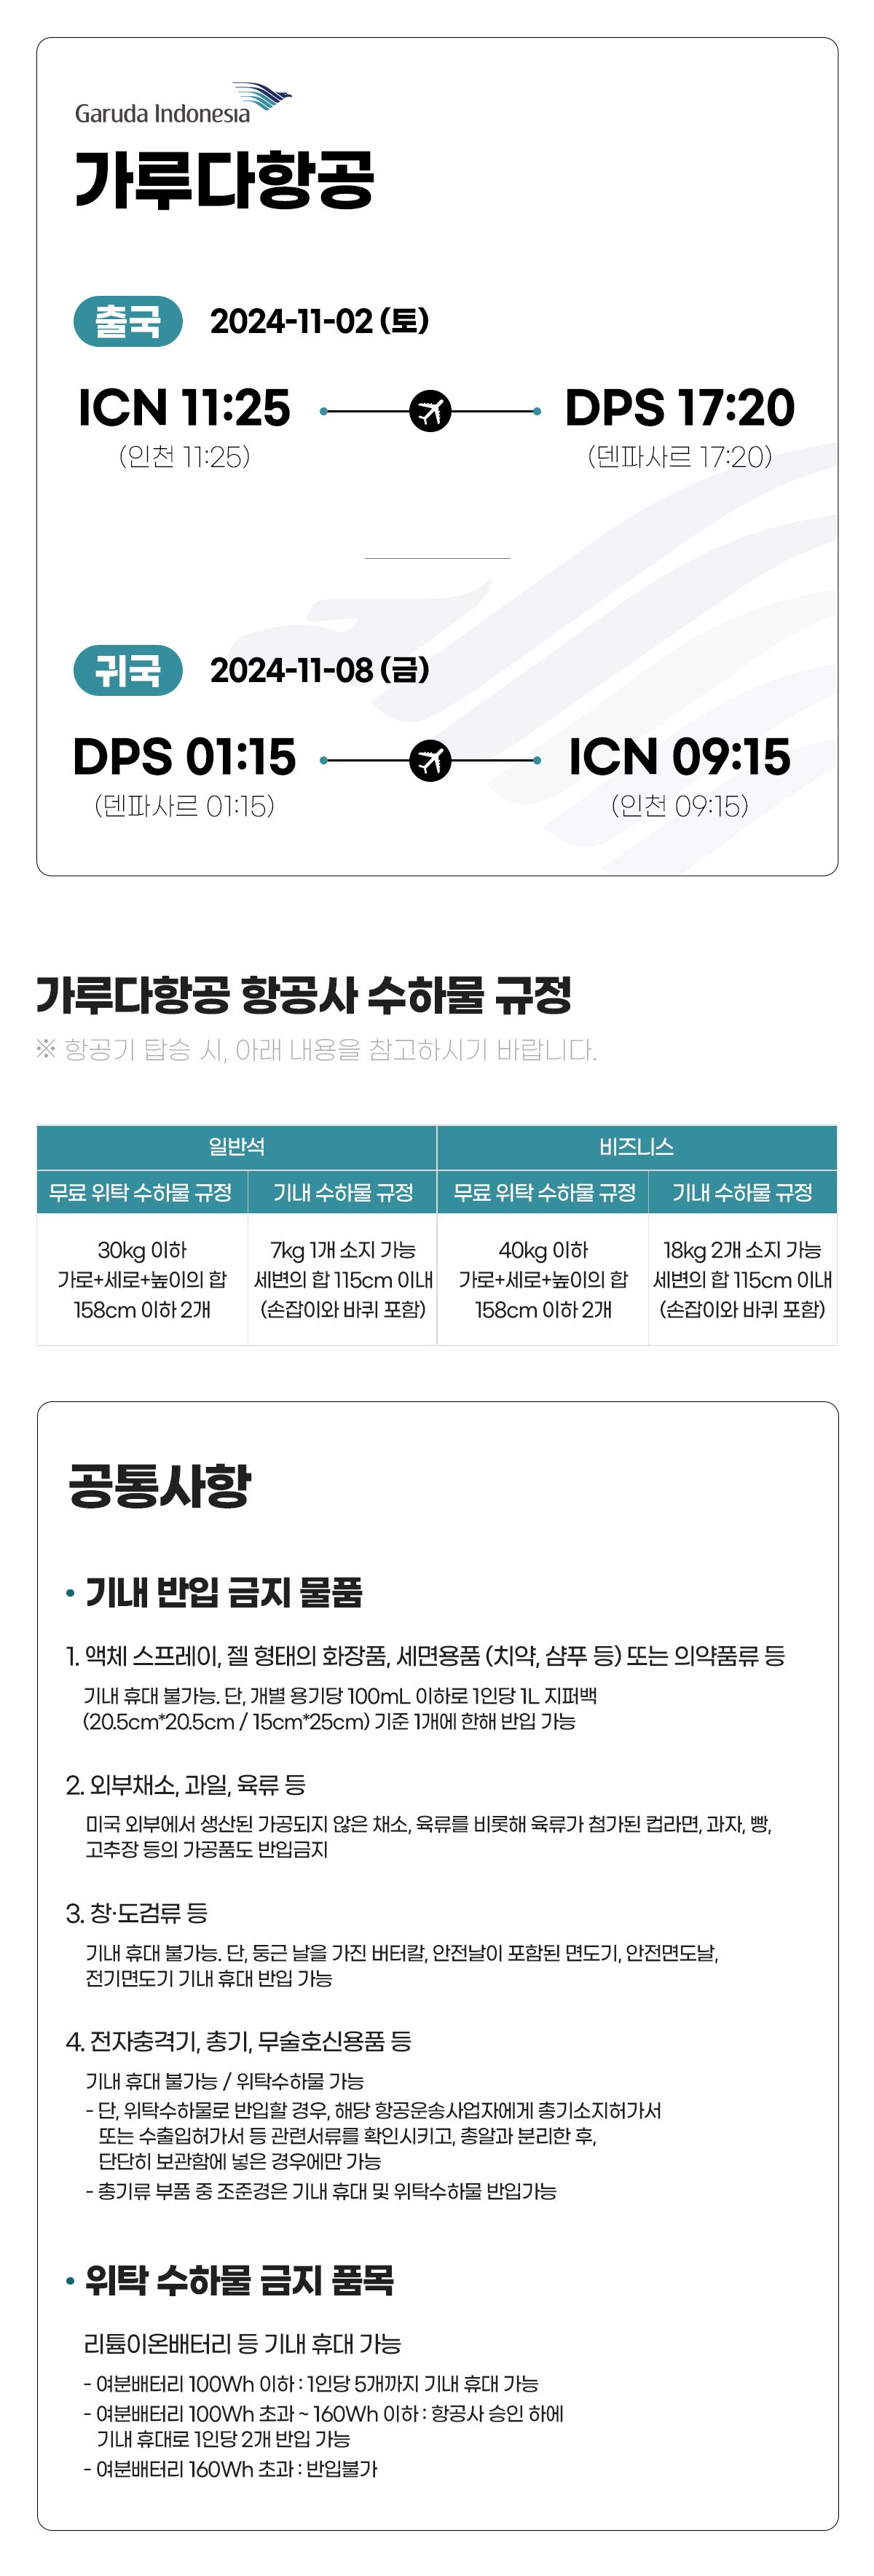 Garuda Indonesia
가루다항공
출국 2024-11-02 (토)
ICN 11:25 DPS 17:20
(인천 11:25) (덴파사르 17:20)
귀국 2024-11-08 (금)
DPS 01:15 ICN 09:15
(덴파사르 01:15) (인천 09:15)
가루다항공 항공사 수하물 규정
※ 항공기 탑승 시, 아래 내용을 참고하시기 바랍니다.
일반석 비즈니스
무료 위탁 수하물 규정 기내 수하물 규정 무료 위탁 수하물 규정 기내 수하물 규정
30kg 이하 7kg 1개 소지 가능 40kg 이하 18kg 2개 소지 가능
가로+세로+높이의 합 세변의 합 115cm 이내 가로+세로+높이의 합 세변의 합 115cm 이내
158cm 이하 2개 (손잡이와 바퀴 포함) 158cm 이하 2개 (손잡이와 바퀴 포함)
공통사항
• 기내 반입 금지 물품
1. 액체 스프레이, 젤 형태의 화장품, 세면용품 (치약, 샴푸 등) 또는 의약품류 등
기내 휴대 불가능. 단, 개별 용기당 100mL 이하로 1인당 1L 지퍼백
(20.5cm*20.5cm / 15cm*25cm) 기준 1개에 한해 반입 가능
2. 외부채소, 과일, 육류 등
미국 외부에서 생산된 가공되지 않은 채소, 육류를 비롯해 육류가 첨가된 컵라면, 과자, 빵,
고추장 등의 가공품도 반입금지
3. 창·도검류 등
기내 휴대 불가능. 단, 둥근 날을 가진 버터칼, 안전날이 포함된 면도기, 안전면도날,
전기면도기 기내 휴대 반입 가능
4. 전자충격기, 총기, 무술호신용품 등
기내 휴대 불가능 / 위탁수하물 가능
- 단, 위탁수하물로 반입할 경우, 해당 항공운송사업자에게 총기소지허가서
또는 수출입허가서 등 관련서류를 확인시키고, 총알과 분리한 후,
단단히 보관함에 넣은 경우에만 가능
- 총기류 부품 중 조준경은 기내 휴대 및 위탁수하물 반입가능
• 위탁 수하물 금지 품목
리튬이온배터리 등 기내 휴대 가능
- 여분배터리 100Wh 이하 : 1인당 5개까지 기내 휴대 가능
- 여분배터리 100Wh 초과 ~ 160Wh 이하 : 항공사 승인 하에
기내 휴대로 1인당 2개 반입 가능
- 여분배터리 160Wh 초과 : 반입불가